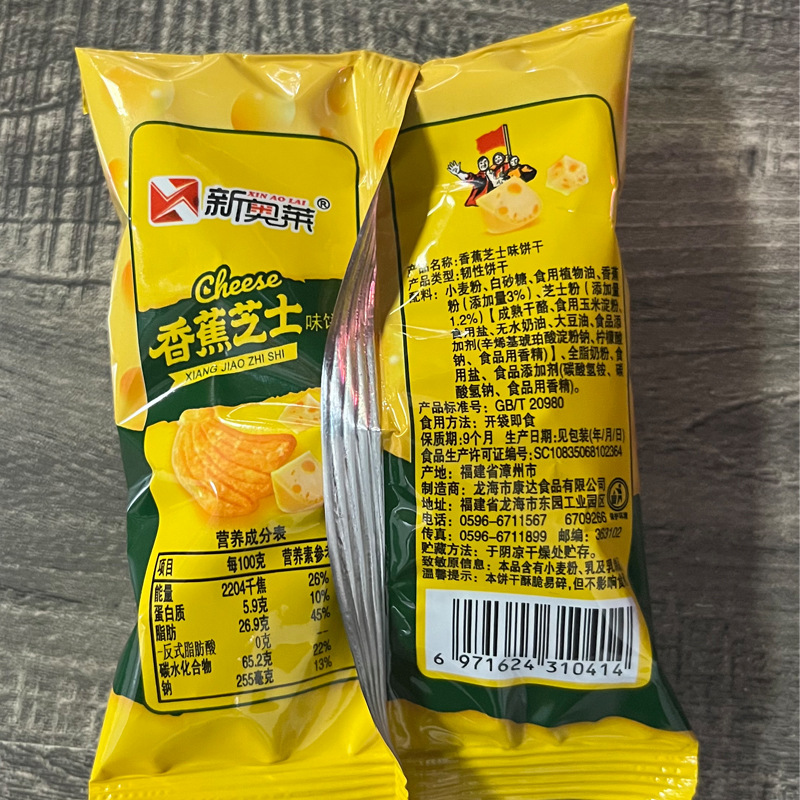 XIN AO LAI
新奥莱®
Cheese
香蕉芝士 味饼
XIANG JIAO ZHI SHI
营养成分表
项目 每100克 营养素参考
能量 2204千焦 26%
蛋白质 5.9克 10%
脂肪 26.9克 45%
-反式脂肪酸 0克 —
碳水化合物 65.2克 22%
钠 255毫克 13%
产品名称:香蕉芝士味饼干
产品类型:韧性饼干
配料:小麦粉、白砂糖、食用植物油、香蕉
粉(添加量3%)、芝士粉(添加量
1.2%)【成熟干酪、食用玉米淀粉、
食用盐、无水奶油、大豆油、食品添
加剂(辛烯基琥珀酸淀粉钠、柠檬酸
钠、食品用香精)】、全脂奶粉、食
用盐、食品添加剂(碳酸氢铵、碳
酸氢钠、食品用香精)。
产品标准号:GB/T 20980
食用方法:开袋即食
保质期:9个月 生产日期:见包装(年/月/日)
食品生产许可证编号:SC10835068102364
产地:福建省漳州市
制造商:龙海市康达食品有限公司
地址:福建省龙海市东园工业园区
电话:0596-6711567 6709266
传真:0596-6711899 邮编:363102
贮藏方法:于阴凉干燥处贮存。
致敏原信息:本品含有小麦粉、乳及乳
温馨提示:本饼干酥脆易碎,但不影响
6 971624 310414